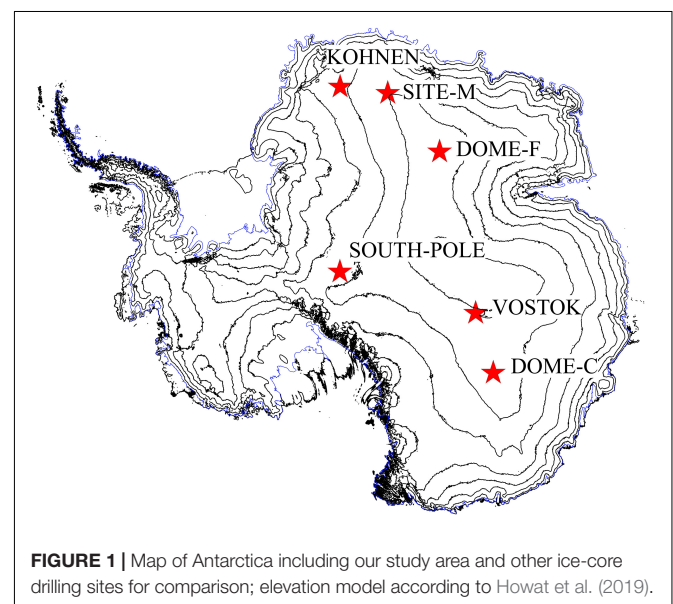 KOHNEN
SITE-M
DOME-F
SOUTH-POLE
VOSTOK
DOME-C
FIGURE 1 | Map of Antarctica including our study area and other ice-core
drilling sites for comparison; elevation model according to Howat et al. (2019).